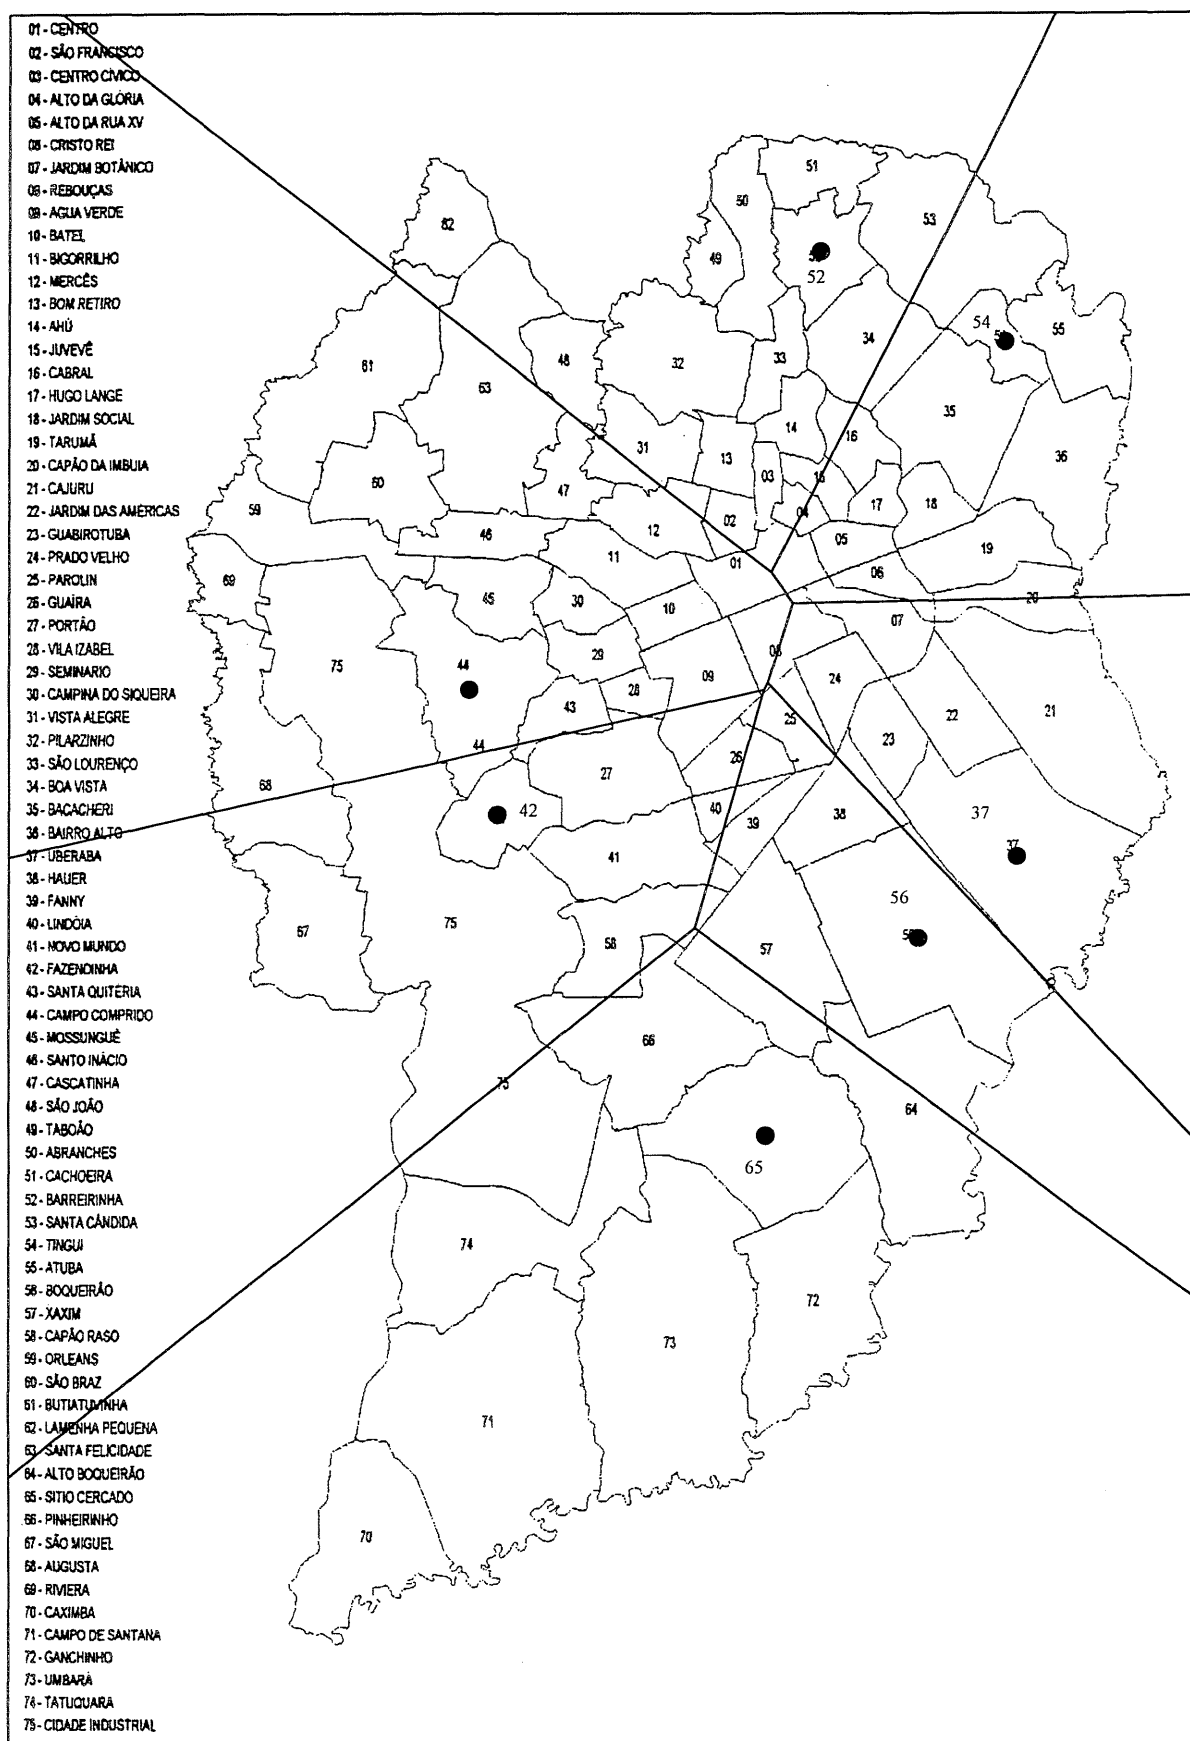 01 - CENTRO
02 - SÃO FRANCISCO
03 - CENTRO CÍVICO
04 - ALTO DA GLÓRIA
05 - ALTO DA RUA XV
06 - CRISTO REI
07 - JARDIM BOTÂNICO
08 - REBOUÇAS
09 - AGUA VERDE
10 - BATEL
11 - BIGORRILHO
12 - MERCÊS
13 - BOM RETIRO
14 - AHÚ
15 - JUVEVÊ
16 - CABRAL
17 - HUGO LANGE
18 - JARDIM SOCIAL
19 - TARUMÃ
20 - CAPÃO DA IMBUIA
21 - CAJURU
22 - JARDIM DAS AMÉRICAS
23 - GUABIROTUBA
24 - PRADO VELHO
25 - PAROLIN
26 - GUAÍRA
27 - PORTÃO
28 - VILA IZABEL
29 - SEMINARIO
30 - CAMPINA DO SIQUEIRA
31 - VISTA ALEGRE
32 - PILARZINHO
33 - SÃO LOURENÇO
34 - BOA VISTA
35 - BACACHERI
36 - BAIRRO ALTO
37 - UBERABA
38 - HAUER
39 - FANNY
40 - LINDÓIA
41 - NOVO MUNDO
42 - FAZENDINHA
43 - SANTA QUITÉRIA
44 - CAMPO COMPRIDO
45 - MOSSUNGUÊ
46 - SANTO INÁCIO
47 - CASCATINHA
48 - SÃO JOÃO
49 - TABOÃO
50 - ABRANCHES
51 - CACHOEIRA
52 - BARREIRINHA
53 - SANTA CÂNDIDA
54 - TINGUI
55 - ATUBA
56 - BOQUEIRÃO
57 - XAXIM
58 - CAPÃO RASO
59 - ORLEANS
60 - SÃO BRAZ
61 - BUTIATUVINHA
62 - LAMENHA PEQUENA
63 - SANTA FELICIDADE
64 - ALTO BOQUEIRÃO
65 - SITIO CERCADO
66 - PINHEIRINHO
67 - SÃO MIGUEL
68 - AUGUSTA
69 - RIVIERA
70 - CAXIMBA
71 - CAMPO DE SANTANA
72 - GANCHINHO
73 - UMBARÁ
74 - TATUQUARA
75 - CIDADE INDUSTRIAL
51
50
53
62
49
52
54
55
34
33
32
48
61
63
35
14
16
31
13
36
03
60
47
17
18
59
04
12
02
05
19
46
11
01
06
69
45
30
10
20
07
08
29
75
44
09
24
28
43
25
21
22
23
44
26
27
68
40
42
39
38
37
37
41
56
67
75
58
57
66
75
64
65
74
72
73
71
70